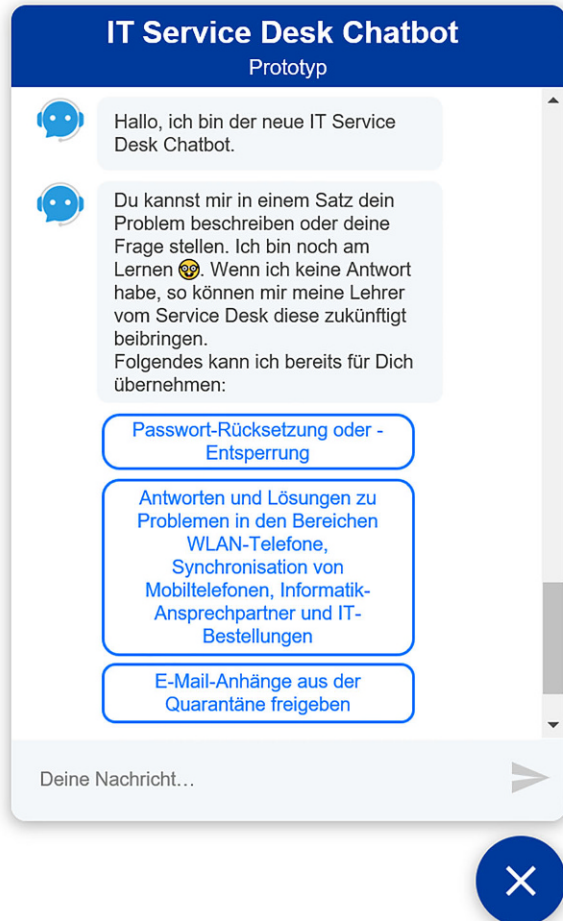 IT Service Desk Chatbot
Prototyp
Hallo, ich bin der neue IT Service
Desk Chatbot.
Du kannst mir in einem Satz dein
Problem beschreiben oder deine
Frage stellen. Ich bin noch am
Lernen 🤓. Wenn ich keine Antwort
habe, so können mir meine Lehrer
vom Service Desk diese zukünftigt
beibringen.
Folgendes kann ich bereits für Dich
übernehmen:
Passwort-Rücksetzung oder -
Entsperrung
Antworten und Lösungen zu
Problemen in den Bereichen
WLAN-Telefone,
Synchronisation von
Mobiltelefonen, Informatik-
Ansprechpartner und IT-
Bestellungen
E-Mail-Anhänge aus der
Quarantäne freigeben
Deine Nachricht…